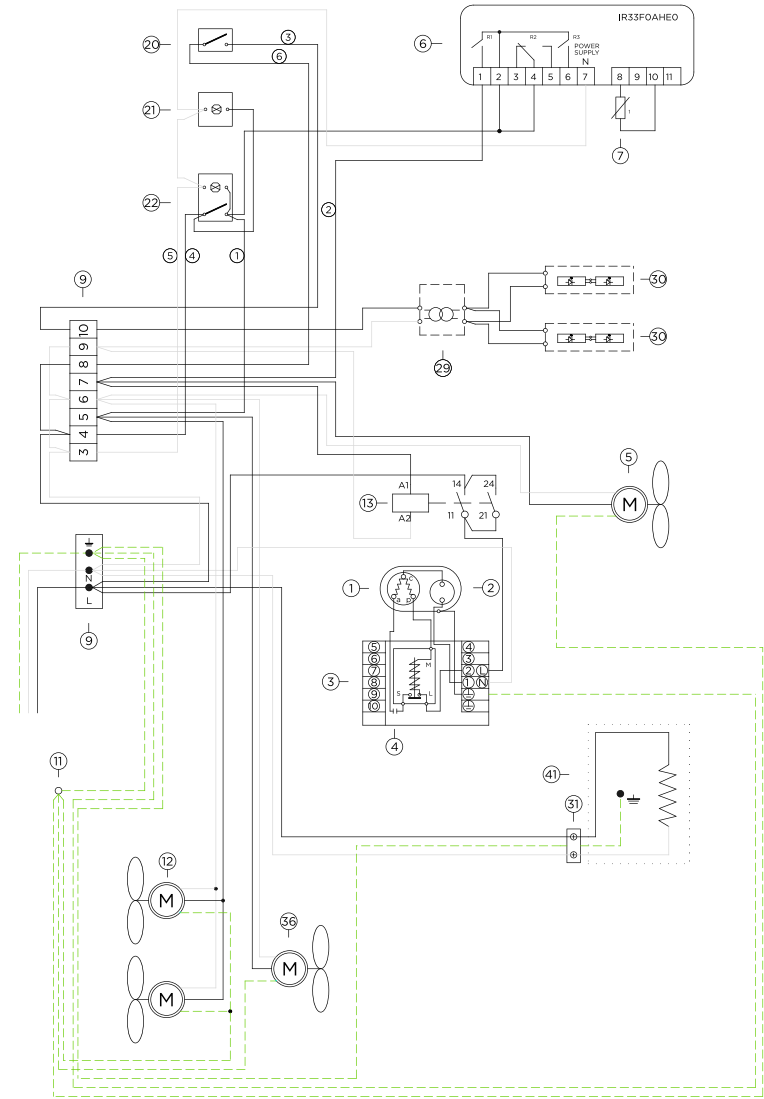 IR33F0AHE0
20
3
6
6
R1
R2
R3
POWER
SUPPLY
N
1 2 3 4 5 6 7 8 9 10 11
21
1
7
22
2
5 4 1
9
30
10
9
8
7
6
5
4
3
29
30
5
A1
14 24
13
M
A2
11 21
N
L
9
1
C
a p
2
5 4
6 3
7 M 2 L
3
8 1 N
9 S L
10
4
11
41
31
12
M
36
M
M